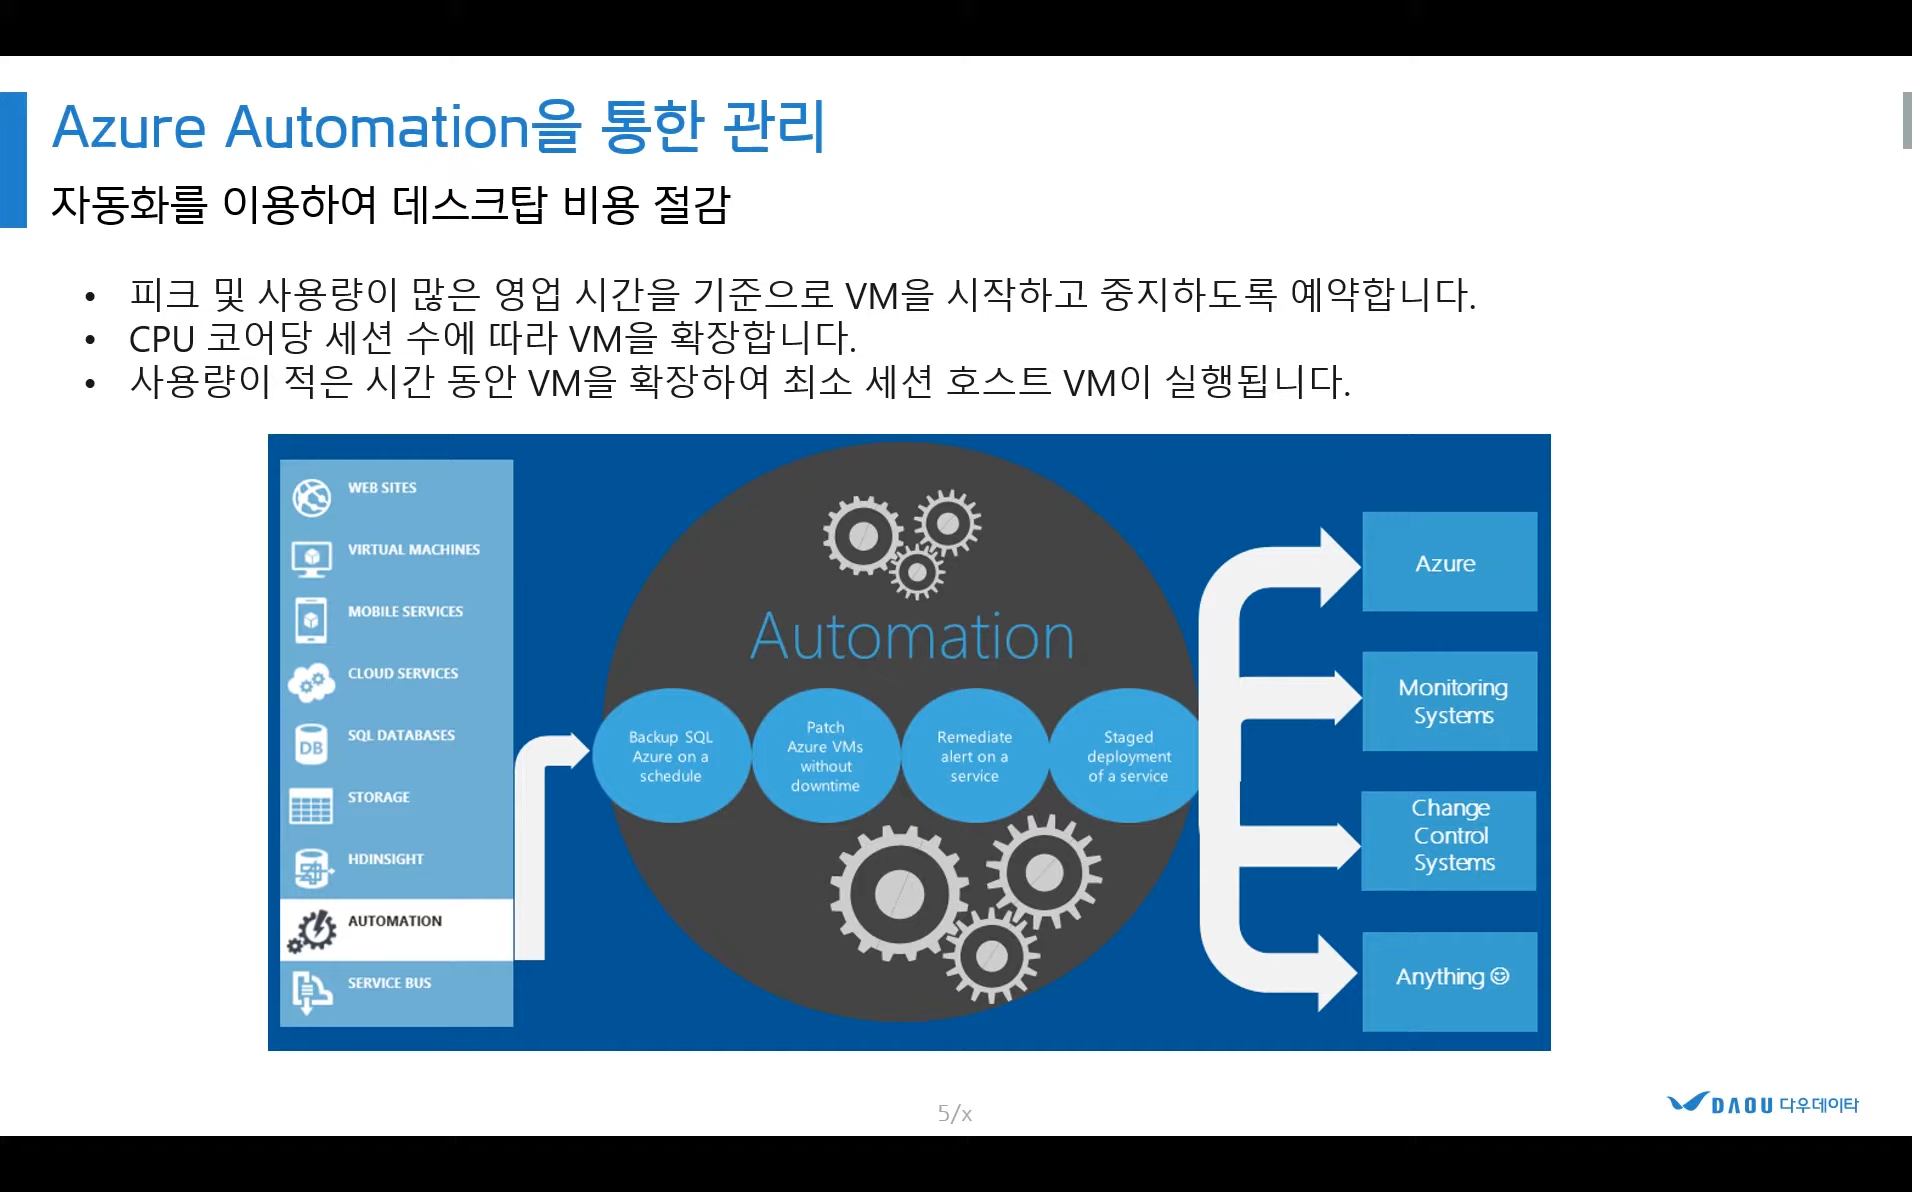 Azure Automation을 통한 관리
자동화를 이용하여 데스크탑 비용 절감
• 피크 및 사용량이 많은 영업 시간을 기준으로 VM을 시작하고 중지하도록 예약합니다.
• CPU 코어당 세션 수에 따라 VM을 확장합니다.
• 사용량이 적은 시간 동안 VM을 확장하여 최소 세션 호스트 VM이 실행됩니다.
WEB SITES
VIRTUAL MACHINES
MOBILE SERVICES
CLOUD SERVICES
DB
SQL DATABASES
STORAGE
HDINSIGHT
AUTOMATION
SERVICE BUS
Automation
Backup SQL
Azure on a
schedule
Patch
Azure VMs
without
downtime
Remediate
alert on a
service
Staged
deployment
of a service
Azure
Monitoring
Systems
Change
Control
Systems
Anything ☺
5/x
DAOU 다우데이타